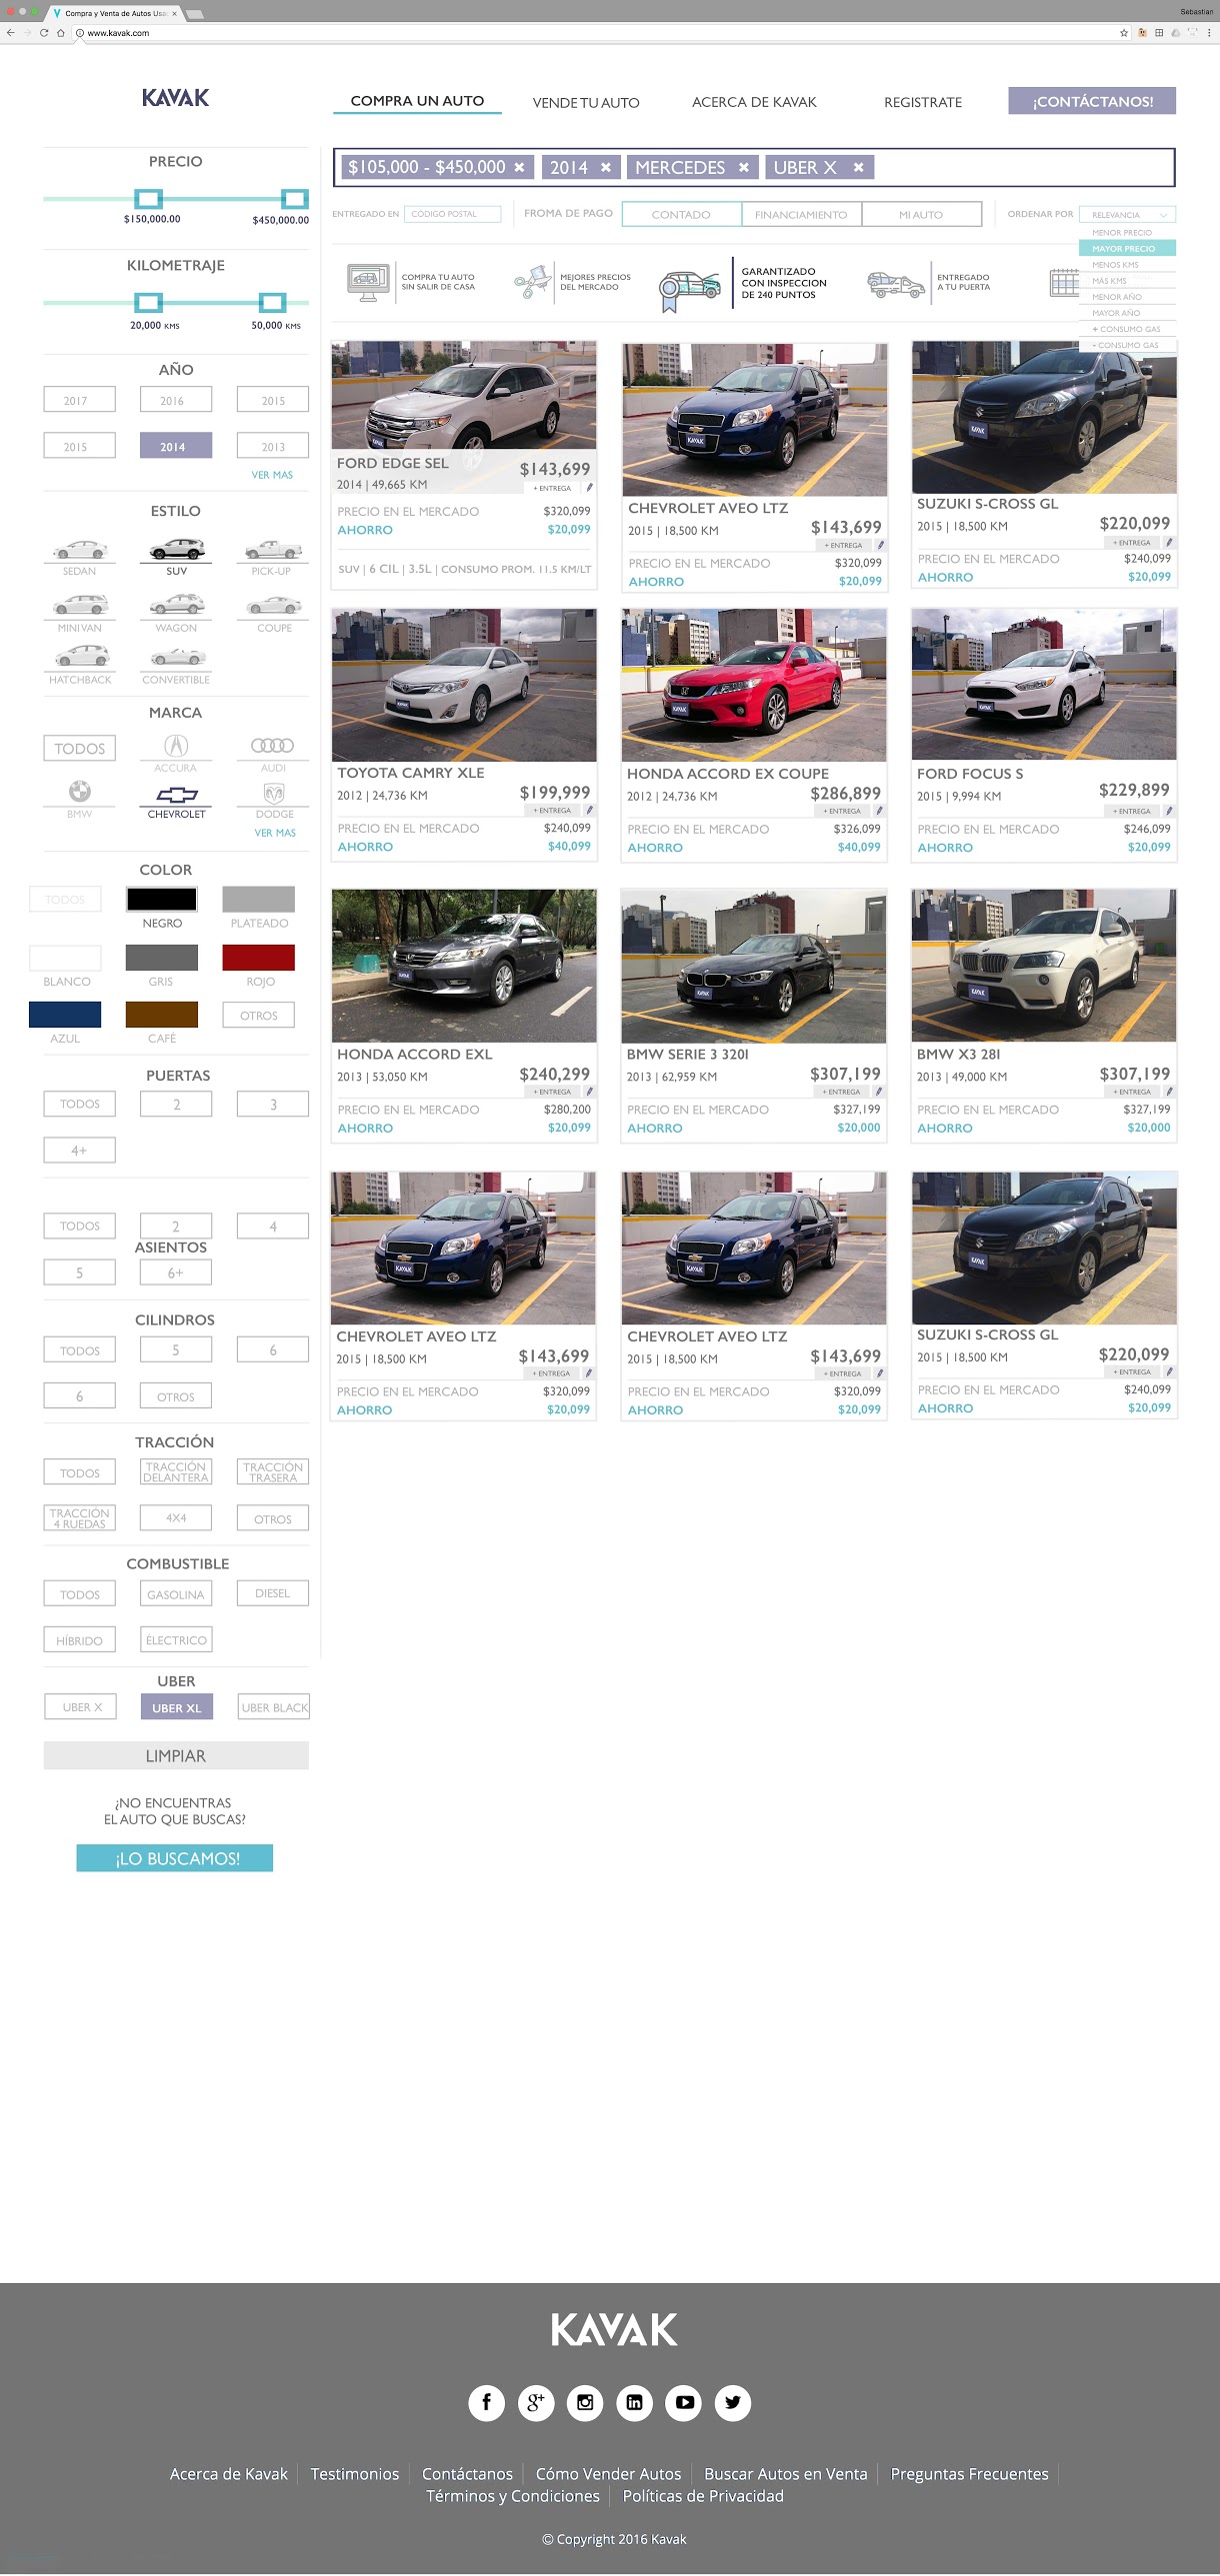 Compra y Venta de Autos Usa
Sebastian
www.kavak.com
KAVAK
COMPRA UN AUTO
VENDE TU AUTO
ACERCA DE KAVAK
REGISTRATE
¡CONTÁCTANOS!
$105,000 - $450,000 ✖ 2014 ✖ MERCEDES ✖ UBER X ✖
ENTREGADO EN CÓDIGO POSTAL
FROMA DE PAGO CONTADO FINANCIAMIENTO MI AUTO
ORDENAR POR RELEVANCIA
MENOR PRECIO
MAYOR PRECIO
MENOS KMS
MÁS KMS
MENOR AÑO
MAYOR AÑO
+ CONSUMO GAS
- CONSUMO GAS
COMPRA TU AUTO
SIN SALIR DE CASA
MEJORES PRECIOS
DEL MERCADO
GARANTIZADO
CON INSPECCION
DE 240 PUNTOS
ENTREGADO
A TU PUERTA
PRECIO
$150,000.00 $450,000.00
KILOMETRAJE
20,000 KMS 50,000 KMS
AÑO
2017 2016 2015
2015 2014 2013
VER MAS
ESTILO
SEDAN SUV PICK-UP
MINIVAN WAGON COUPE
HATCHBACK CONVERTIBLE
MARCA
TODOS ACCURA AUDI
BMW CHEVROLET DODGE
VER MAS
COLOR
TODOS NEGRO PLATEADO
BLANCO GRIS ROJO
AZUL CAFÉ OTROS
PUERTAS
TODOS 2 3
4+
TODOS 2 4
ASIENTOS
5 6+
CILINDROS
TODOS 5 6
6 OTROS
TRACCIÓN
TODOS
TRACCIÓN
DELANTERA
TRACCIÓN
TRASERA
TRACCIÓN
4 RUEDAS
4X4 OTROS
COMBUSTIBLE
TODOS GASOLINA DIESEL
HÍBRIDO ÉLECTRICO
UBER
UBER X UBER XL UBER BLACK
LIMPIAR
¿NO ENCUENTRAS
EL AUTO QUE BUSCAS?
¡LO BUSCAMOS!
FORD EDGE SEL
$143,699
2014 | 49,665 KM
+ ENTREGA
PRECIO EN EL MERCADO $320,099
AHORRO $20,099
SUV | 6 CIL | 3.5L | CONSUMO PROM. 11.5 KM/LT
KAVAK
CHEVROLET AVEO LTZ
2015 | 18,500 KM $143,699
+ ENTREGA
PRECIO EN EL MERCADO $320,099
AHORRO $20,099
KAVAK
SUZUKI S-CROSS GL
2015 | 18,500 KM $220,099
+ ENTREGA
PRECIO EN EL MERCADO $240,099
AHORRO $20,099
KAVAK
TOYOTA CAMRY XLE
2012 | 24,736 KM $199,999
+ ENTREGA
PRECIO EN EL MERCADO $240,099
AHORRO $40,099
KAVAK
HONDA ACCORD EX COUPE
2012 | 24,736 KM $286,899
+ ENTREGA
PRECIO EN EL MERCADO $326,099
AHORRO $40,099
KAVAK
FORD FOCUS S
2015 | 9,994 KM $229,899
+ ENTREGA
PRECIO EN EL MERCADO $246,099
AHORRO $20,099
KAVAK
HONDA ACCORD EXL
2013 | 53,050 KM $240,299
+ ENTREGA
PRECIO EN EL MERCADO $280,200
AHORRO $20,099
KAVAK
BMW SERIE 3 320I
2013 | 62,959 KM $307,199
+ ENTREGA
PRECIO EN EL MERCADO $327,199
AHORRO $20,000
KAVAK
BMW X3 28I
2013 | 49,000 KM $307,199
+ ENTREGA
PRECIO EN EL MERCADO $327,199
AHORRO $20,000
KAVAK
CHEVROLET AVEO LTZ
2015 | 18,500 KM $143,699
+ ENTREGA
PRECIO EN EL MERCADO $320,099
AHORRO $20,099
KAVAK
CHEVROLET AVEO LTZ
2015 | 18,500 KM $143,699
+ ENTREGA
PRECIO EN EL MERCADO $320,099
AHORRO $20,099
KAVAK
SUZUKI S-CROSS GL
2015 | 18,500 KM $220,099
+ ENTREGA
PRECIO EN EL MERCADO $240,099
AHORRO $20,099
KAVAK
Acerca de Kavak | Testimonios | Contáctanos | Cómo Vender Autos | Buscar Autos en Venta | Preguntas Frecuentes |
Términos y Condiciones | Políticas de Privacidad
© Copyright 2016 Kavak